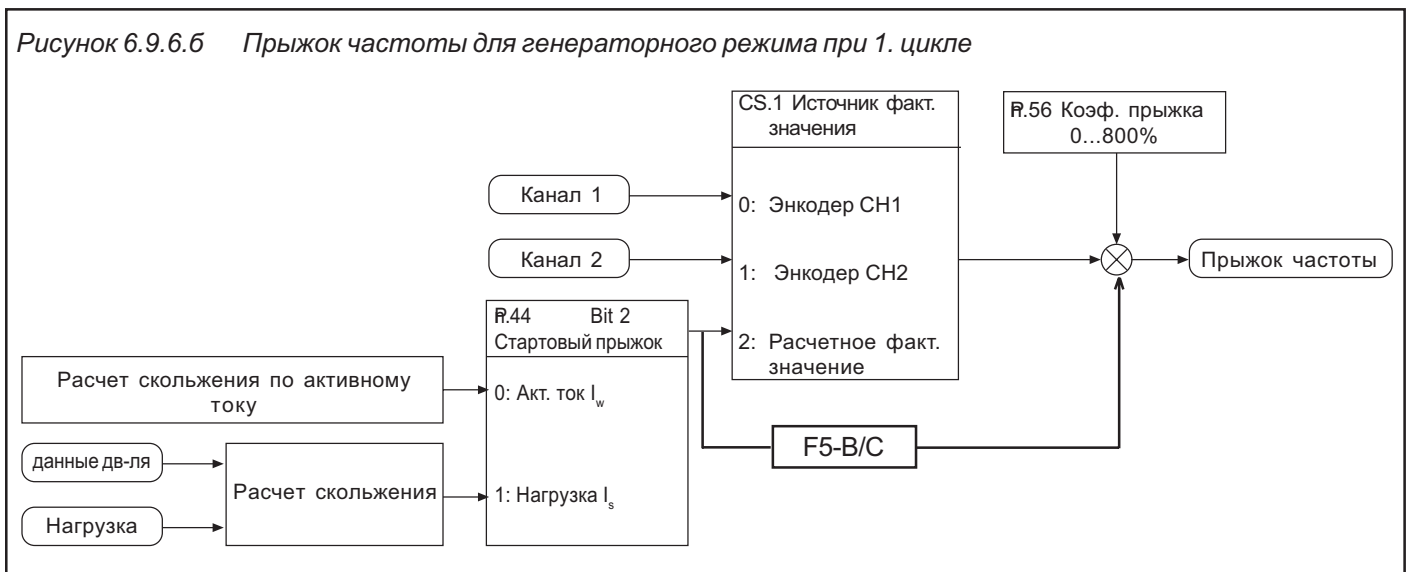 Рисунок 6.9.6.б Прыжок частоты для генераторного режима при 1. цикле
CS.1 Источник факт.
значения
0: Энкодер CH1
1: Энкодер CH2
2: Расчетное факт.
значение
Pn.56 Коэф. прыжка
0...800%
Канал 1
Канал 2
Прыжок частоты
Pn.44 Bit 2
Стартовый прыжок
0: Акт. ток Iw
1: Нагрузка Is
Расчет скольжения по активному
току
F5-B/C
данные дв-ля
Расчет скольжения
Нагрузка